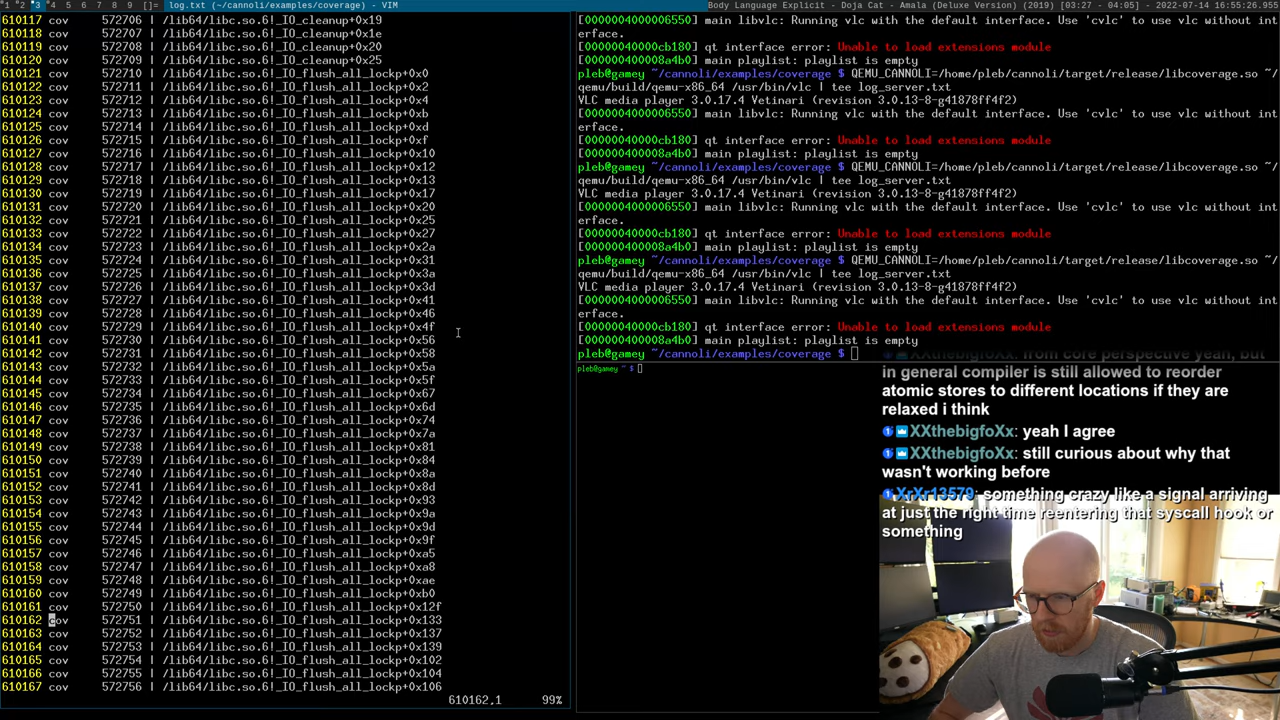 1 2 3 4 5 6 7 8 9 []= log.txt (~/cannoli/examples/coverage) - VIM
Body Language Explicit - Doja Cat - Amala (Deluxe Version) (2019) [03:27 - 04:05] - 2022-07-14 16:55:26.955
610117 cov 572706 | /lib64/libc.so.6!_IO_cleanup+0x19
610118 cov 572707 | /lib64/libc.so.6!_IO_cleanup+0x1e
610119 cov 572708 | /lib64/libc.so.6!_IO_cleanup+0x20
610120 cov 572709 | /lib64/libc.so.6!_IO_cleanup+0x25
610121 cov 572710 | /lib64/libc.so.6!_IO_flush_all_lockp+0x0
610122 cov 572711 | /lib64/libc.so.6!_IO_flush_all_lockp+0x2
610123 cov 572712 | /lib64/libc.so.6!_IO_flush_all_lockp+0x4
610124 cov 572713 | /lib64/libc.so.6!_IO_flush_all_lockp+0xb
610125 cov 572714 | /lib64/libc.so.6!_IO_flush_all_lockp+0xd
610126 cov 572715 | /lib64/libc.so.6!_IO_flush_all_lockp+0xf
610127 cov 572716 | /lib64/libc.so.6!_IO_flush_all_lockp+0x10
610128 cov 572717 | /lib64/libc.so.6!_IO_flush_all_lockp+0x12
610129 cov 572718 | /lib64/libc.so.6!_IO_flush_all_lockp+0x13
610130 cov 572719 | /lib64/libc.so.6!_IO_flush_all_lockp+0x17
610131 cov 572720 | /lib64/libc.so.6!_IO_flush_all_lockp+0x20
610132 cov 572721 | /lib64/libc.so.6!_IO_flush_all_lockp+0x25
610133 cov 572722 | /lib64/libc.so.6!_IO_flush_all_lockp+0x27
610134 cov 572723 | /lib64/libc.so.6!_IO_flush_all_lockp+0x2a
610135 cov 572724 | /lib64/libc.so.6!_IO_flush_all_lockp+0x31
610136 cov 572725 | /lib64/libc.so.6!_IO_flush_all_lockp+0x3a
610137 cov 572726 | /lib64/libc.so.6!_IO_flush_all_lockp+0x3d
610138 cov 572727 | /lib64/libc.so.6!_IO_flush_all_lockp+0x41
610139 cov 572728 | /lib64/libc.so.6!_IO_flush_all_lockp+0x46
610140 cov 572729 | /lib64/libc.so.6!_IO_flush_all_lockp+0x4f
610141 cov 572730 | /lib64/libc.so.6!_IO_flush_all_lockp+0x56
610142 cov 572731 | /lib64/libc.so.6!_IO_flush_all_lockp+0x58
610143 cov 572732 | /lib64/libc.so.6!_IO_flush_all_lockp+0x5a
610144 cov 572733 | /lib64/libc.so.6!_IO_flush_all_lockp+0x5f
610145 cov 572734 | /lib64/libc.so.6!_IO_flush_all_lockp+0x67
610146 cov 572735 | /lib64/libc.so.6!_IO_flush_all_lockp+0x6d
610147 cov 572736 | /lib64/libc.so.6!_IO_flush_all_lockp+0x74
610148 cov 572737 | /lib64/libc.so.6!_IO_flush_all_lockp+0x7a
610149 cov 572738 | /lib64/libc.so.6!_IO_flush_all_lockp+0x81
610150 cov 572739 | /lib64/libc.so.6!_IO_flush_all_lockp+0x84
610151 cov 572740 | /lib64/libc.so.6!_IO_flush_all_lockp+0x8a
610152 cov 572741 | /lib64/libc.so.6!_IO_flush_all_lockp+0x8d
610153 cov 572742 | /lib64/libc.so.6!_IO_flush_all_lockp+0x93
610154 cov 572743 | /lib64/libc.so.6!_IO_flush_all_lockp+0x9a
610155 cov 572744 | /lib64/libc.so.6!_IO_flush_all_lockp+0x9d
610156 cov 572745 | /lib64/libc.so.6!_IO_flush_all_lockp+0x9f
610157 cov 572746 | /lib64/libc.so.6!_IO_flush_all_lockp+0xa5
610158 cov 572747 | /lib64/libc.so.6!_IO_flush_all_lockp+0xa8
610159 cov 572748 | /lib64/libc.so.6!_IO_flush_all_lockp+0xae
610160 cov 572749 | /lib64/libc.so.6!_IO_flush_all_lockp+0xb0
610161 cov 572750 | /lib64/libc.so.6!_IO_flush_all_lockp+0x12f
610162 cov 572751 | /lib64/libc.so.6!_IO_flush_all_lockp+0x133
610163 cov 572752 | /lib64/libc.so.6!_IO_flush_all_lockp+0x137
610164 cov 572753 | /lib64/libc.so.6!_IO_flush_all_lockp+0x139
610165 cov 572754 | /lib64/libc.so.6!_IO_flush_all_lockp+0x102
610166 cov 572755 | /lib64/libc.so.6!_IO_flush_all_lockp+0x104
610167 cov 572756 | /lib64/libc.so.6!_IO_flush_all_lockp+0x106
610162,1 99%
[0000004000006550] main libvlc: Running vlc with the default interface. Use 'cvlc' to use vlc without int
erface.
[00000040000cb180] qt interface error: Unable to load extensions module
[000000400008a4b0] main playlist: playlist is empty
pleb@gamey ~/cannoli/examples/coverage $ QEMU_CANNOLI=/home/pleb/cannoli/target/release/libcoverage.so ~/
qemu/build/qemu-x86_64 /usr/bin/vlc | tee log_server.txt
VLC media player 3.0.17.4 Vetinari (revision 3.0.13-8-g41878ff4f2)
[0000004000006550] main libvlc: Running vlc with the default interface. Use 'cvlc' to use vlc without int
erface.
[00000040000cb180] qt interface error: Unable to load extensions module
[000000400008a4b0] main playlist: playlist is empty
pleb@gamey ~/cannoli/examples/coverage $ QEMU_CANNOLI=/home/pleb/cannoli/target/release/libcoverage.so ~/
qemu/build/qemu-x86_64 /usr/bin/vlc | tee log_server.txt
VLC media player 3.0.17.4 Vetinari (revision 3.0.13-8-g41878ff4f2)
[0000004000006550] main libvlc: Running vlc with the default interface. Use 'cvlc' to use vlc without int
erface.
[00000040000cb180] qt interface error: Unable to load extensions module
[000000400008a4b0] main playlist: playlist is empty
pleb@gamey ~/cannoli/examples/coverage $ QEMU_CANNOLI=/home/pleb/cannoli/target/release/libcoverage.so ~/
qemu/build/qemu-x86_64 /usr/bin/vlc | tee log_server.txt
VLC media player 3.0.17.4 Vetinari (revision 3.0.13-8-g41878ff4f2)
[0000004000006550] main libvlc: Running vlc with the default interface. Use 'cvlc' to use vlc without int
erface.
[00000040000cb180] qt interface error: Unable to load extensions module
[000000400008a4b0] main playlist: playlist is empty
pleb@gamey ~/cannoli/examples/coverage $
pleb@gamey ~ $
from core perspective yeah, but
in general compiler is still allowed to reorder
atomic stores to different locations if they are
relaxed i think
XXthebigfoXx: yeah I agree
XXthebigfoXx: still curious about why that
wasn't working before
XrXr13579: something crazy like a signal arriving
at just the right time reentering that syscall hook or
something